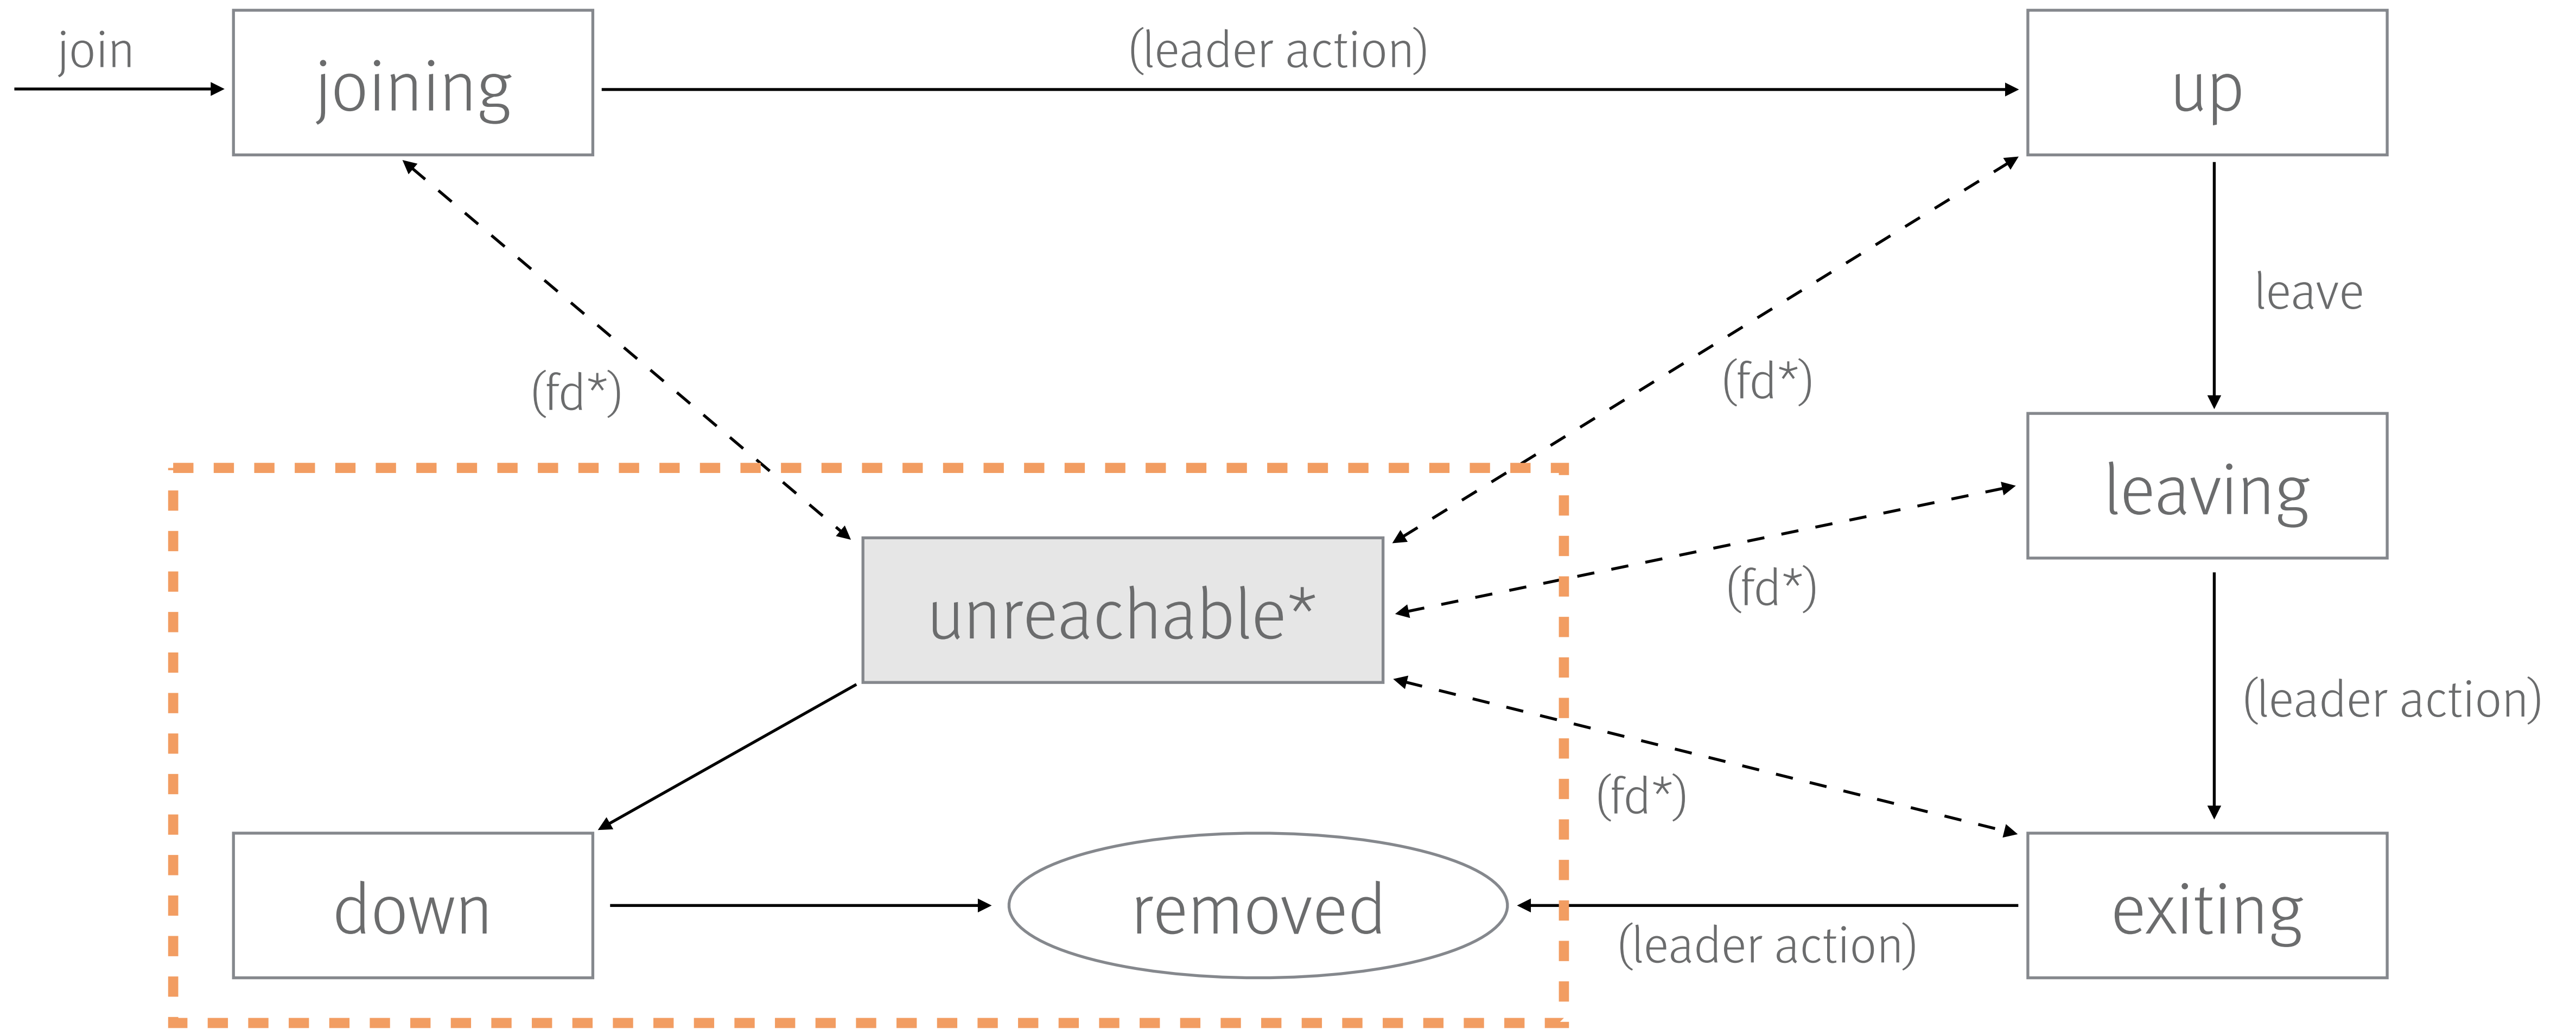 join
joining
(leader action)
up
leave
(fd*)
(fd*)
leaving
(fd*)
unreachable*
(leader action)
(fd*)
down
removed
(leader action)
exiting